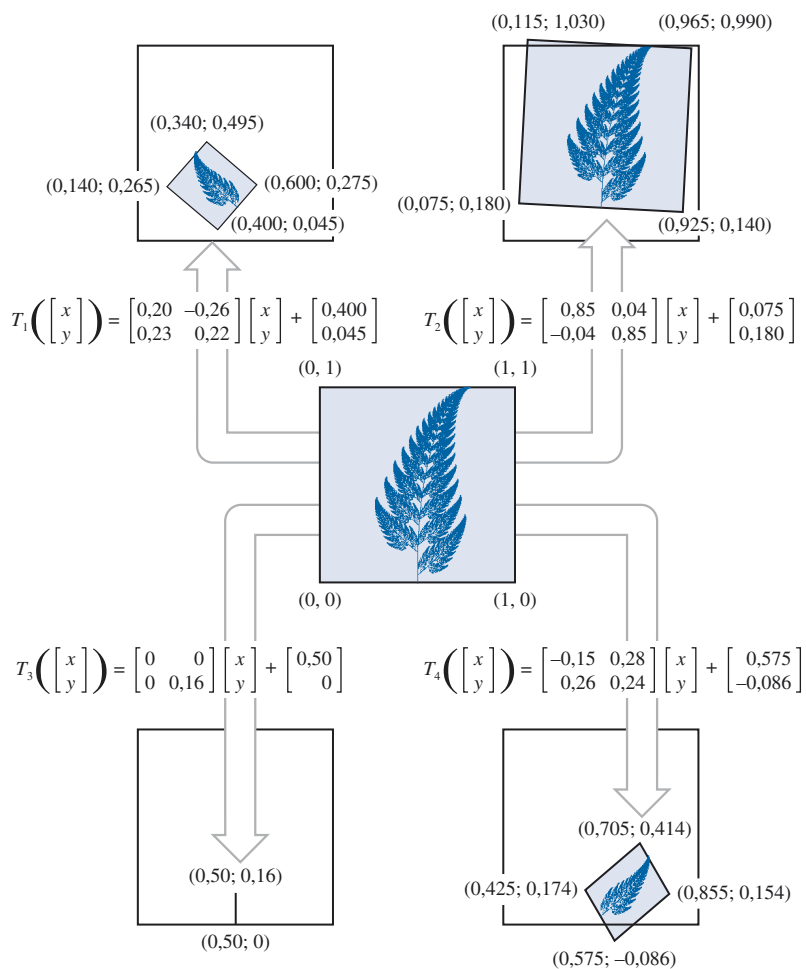 (0,115; 1,030) (0,965; 0,990)
(0,340; 0,495)
(0,140; 0,265) (0,600; 0,275)
(0,400; 0,045)
(0,075; 0,180) (0,925; 0,140)
T₁([x y]) = [0,20 –0,26 0,23 0,22] [x y] + [0,400 0,045]
T₂([x y]) = [0,85 0,04 –0,04 0,85] [x y] + [0,075 0,180]
(0, 1) (1, 1)
(0, 0) (1, 0)
T₃([x y]) = [0 0 0 0,16] [x y] + [0,50 0]
T₄([x y]) = [–0,15 0,28 0,26 0,24] [x y] + [0,575 –0,086]
(0,50; 0,16)
(0,50; 0)
(0,705; 0,414)
(0,425; 0,174) (0,855; 0,154)
(0,575; –0,086)